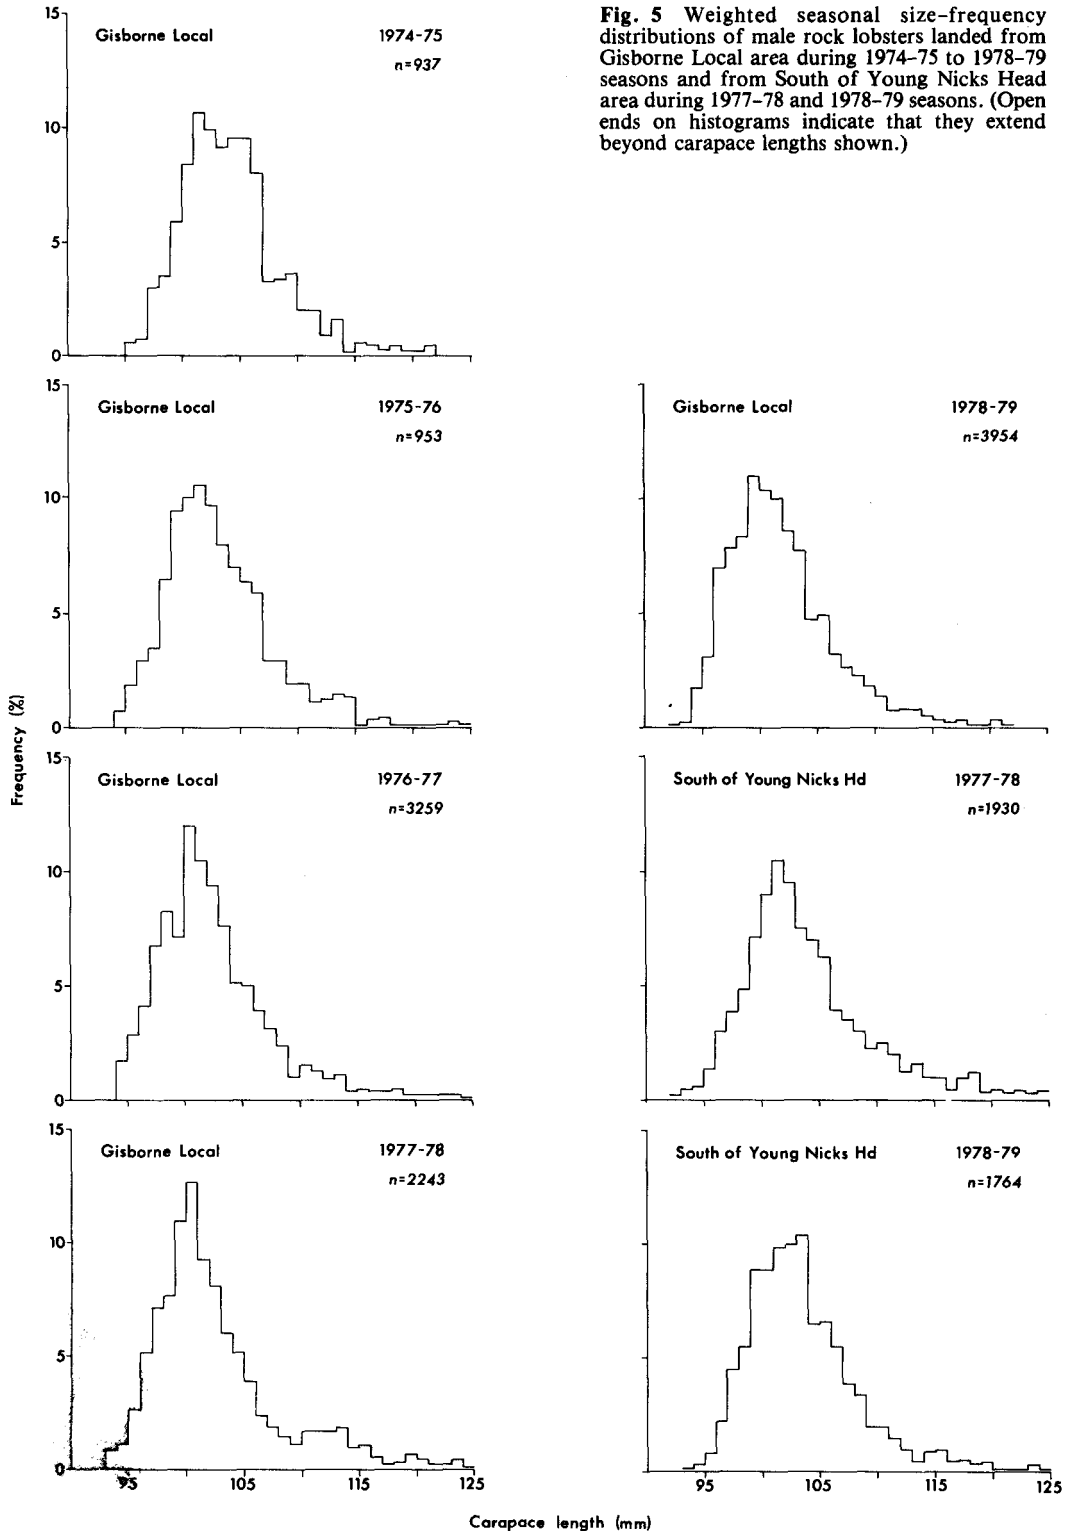 Fig. 5 Weighted seasonal size–frequency
distributions of male rock lobsters landed from
Gisborne Local area during 1974–75 to 1978–79
seasons and from South of Young Nicks Head
area during 1977–78 and 1978–79 seasons. (Open
ends on histograms indicate that they extend
beyond carapace lengths shown.)
15
Gisborne Local 1974-75
n=937
10
5
0
15
Gisborne Local 1975-76
n=953
10
5
0
Gisborne Local 1978-79
n=3954
Frequency (%)
15
Gisborne Local 1976-77
n=3259
10
5
0
South of Young Nicks Hd 1977-78
n=1930
15
Gisborne Local 1977-78
n=2243
10
5
0
95 105 115 125
South of Young Nicks Hd 1978-79
n=1764
95 105 115 125
Carapace length (mm)